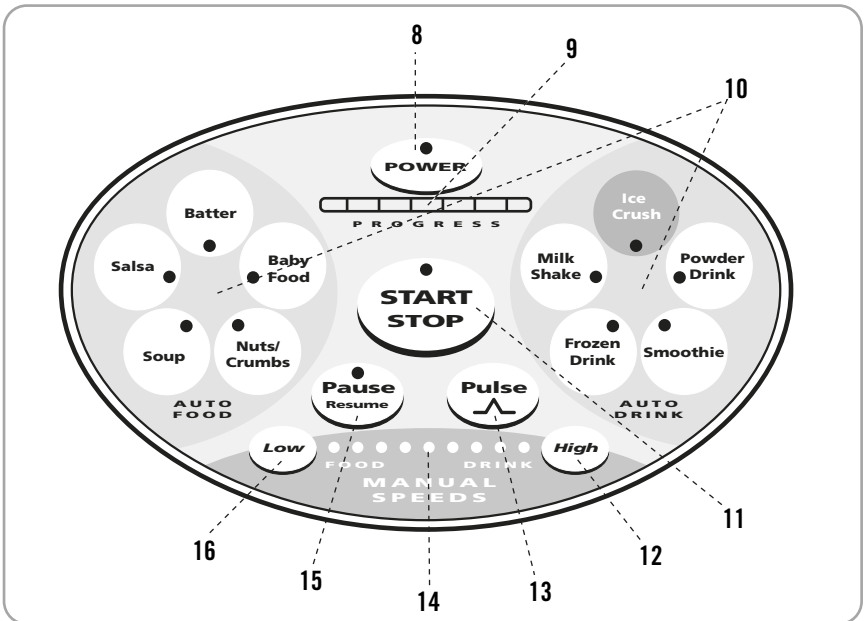 8
9
10
POWER
PROGRESS
Batter
Salsa
Baby
Food
Soup
Nuts/
Crumbs
AUTO
FOOD
START
STOP
Ice
Crush
Milk
Shake
Powder
Drink
Frozen
Drink
Smoothie
AUTO
DRINK
Pause
Resume
Pulse
Low
High
FOOD
DRINK
MANUAL
SPEEDS
16
15
14
13
12
11